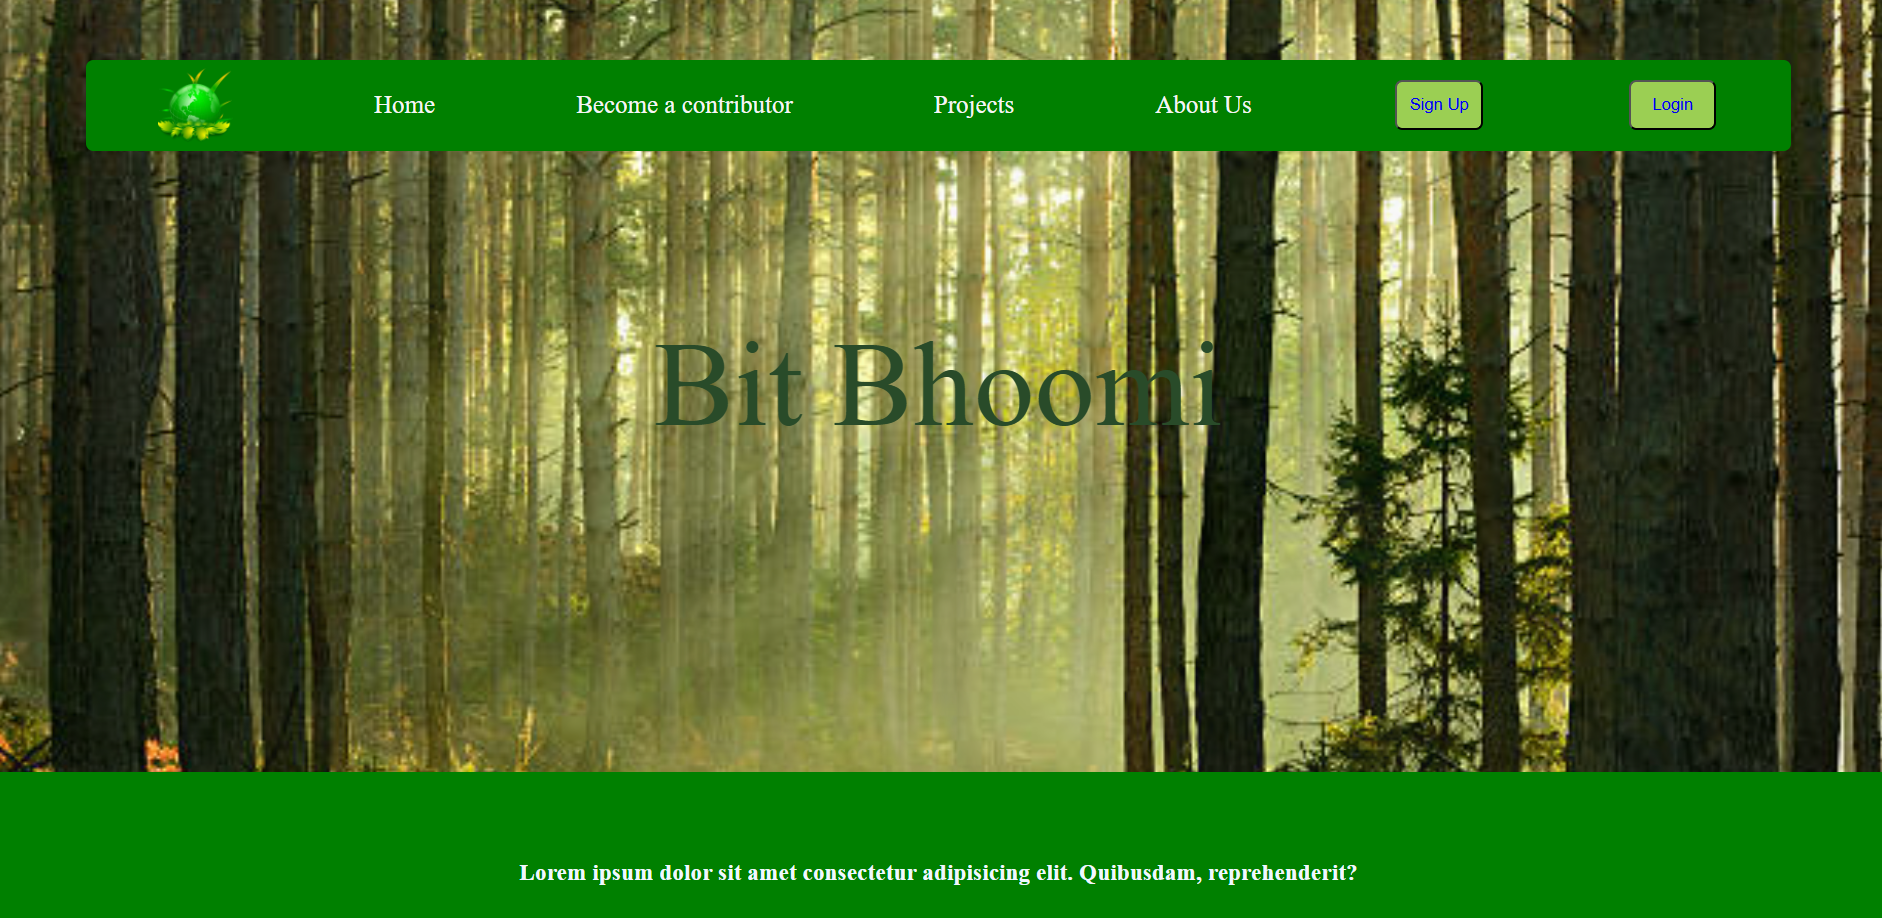 Home
Become a contributor
Projects
About Us
Sign Up
Login
Bit Bhoomi
Lorem ipsum dolor sit amet consectetur adipisicing elit. Quibusdam, reprehenderit?